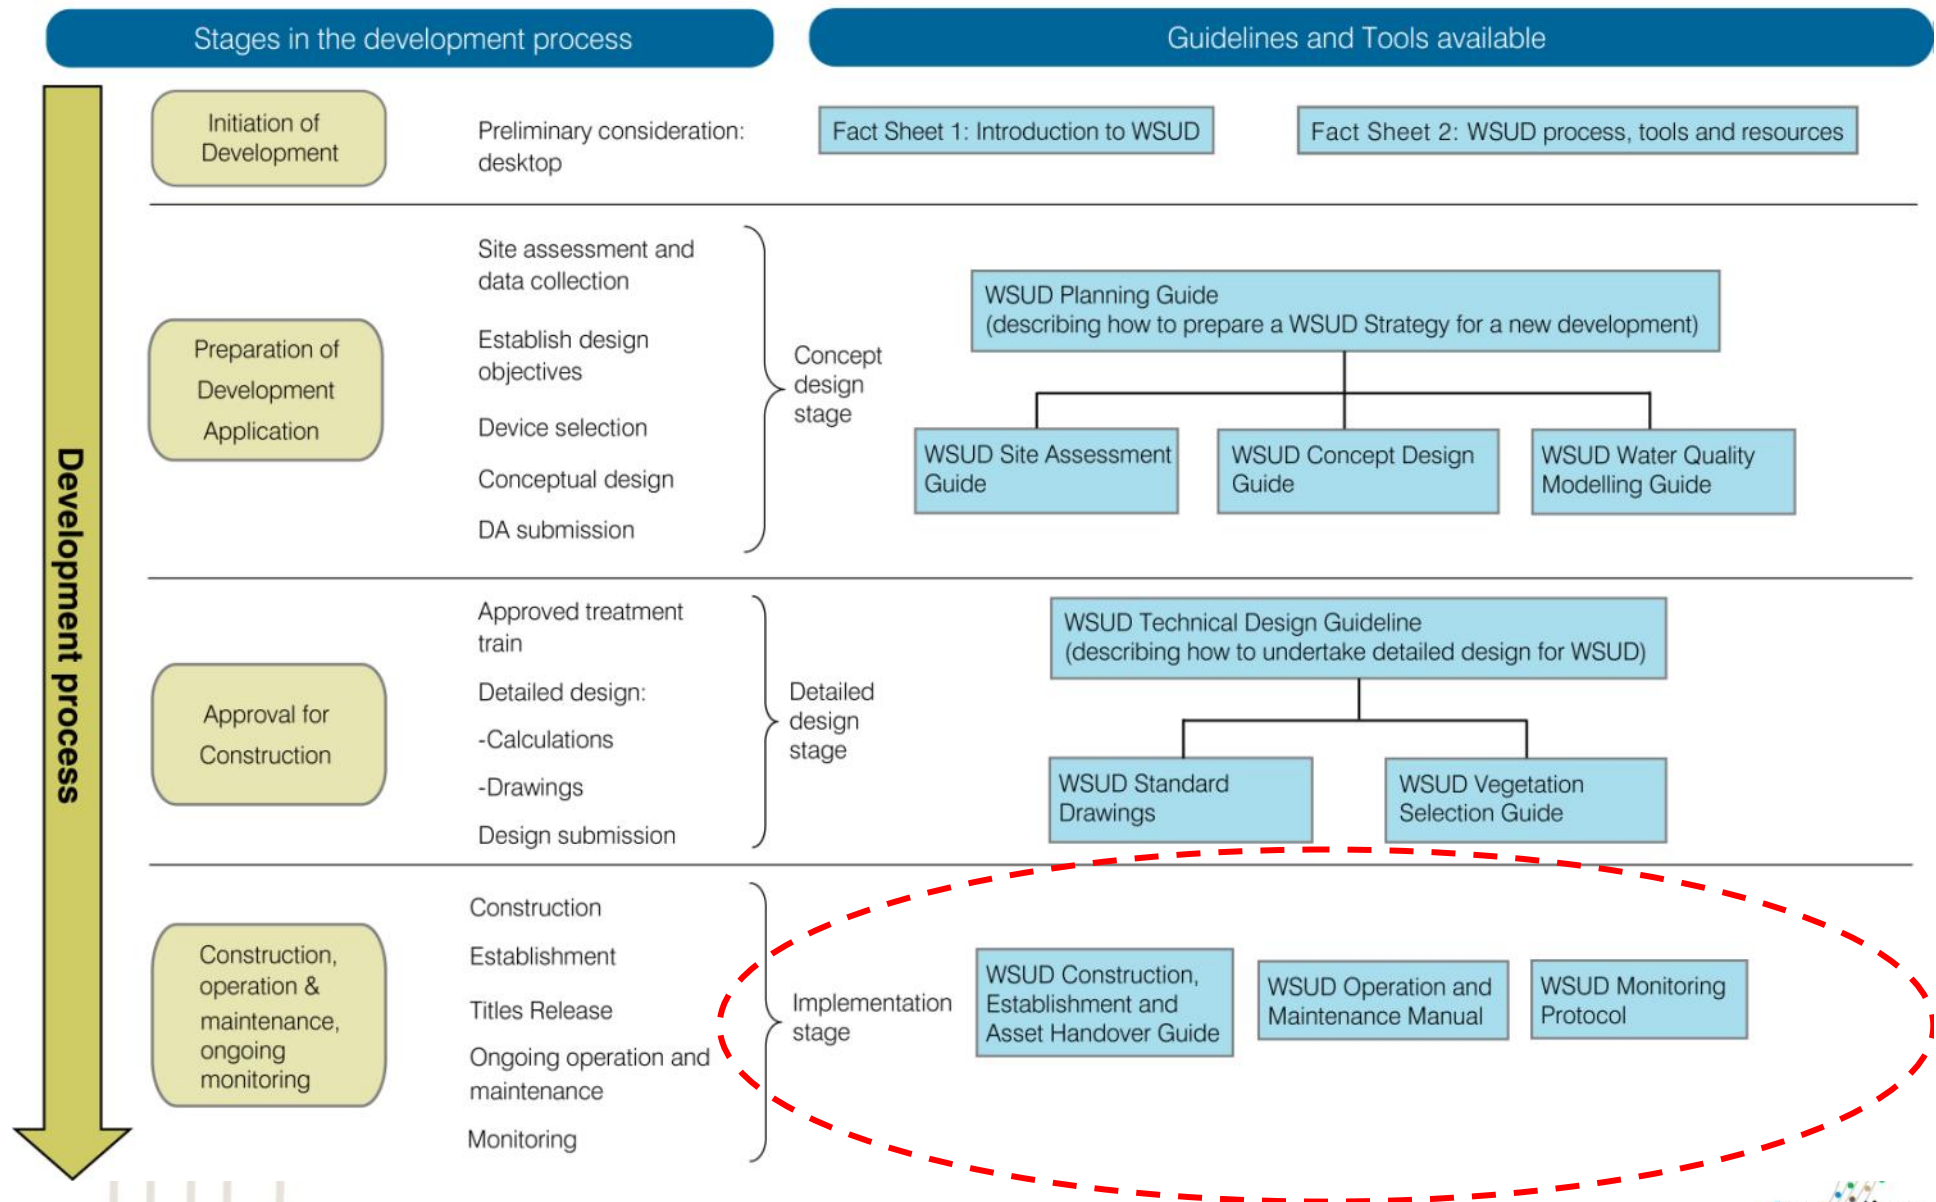 Stages in the development process
Guidelines and Tools available
Development process
Initiation of
Development
Preliminary consideration:
desktop
Fact Sheet 1: Introduction to WSUD
Fact Sheet 2: WSUD process, tools and resources
Preparation of
Development
Application
Site assessment and
data collection
Establish design
objectives
Device selection
Conceptual design
DA submission
Concept
design
stage
WSUD Planning Guide
(describing how to prepare a WSUD Strategy for a new development)
WSUD Site Assessment
Guide
WSUD Concept Design
Guide
WSUD Water Quality
Modelling Guide
Approval for
Construction
Approved treatment
train
Detailed design:
-Calculations
-Drawings
Design submission
Detailed
design
stage
WSUD Technical Design Guideline
(describing how to undertake detailed design for WSUD)
WSUD Standard
Drawings
WSUD Vegetation
Selection Guide
Construction,
operation &
maintenance,
ongoing
monitoring
Construction
Establishment
Titles Release
Ongoing operation and
maintenance
Monitoring
Implementation
stage
WSUD Construction,
Establishment and
Asset Handover Guide
WSUD Operation and
Maintenance Manual
WSUD Monitoring
Protocol